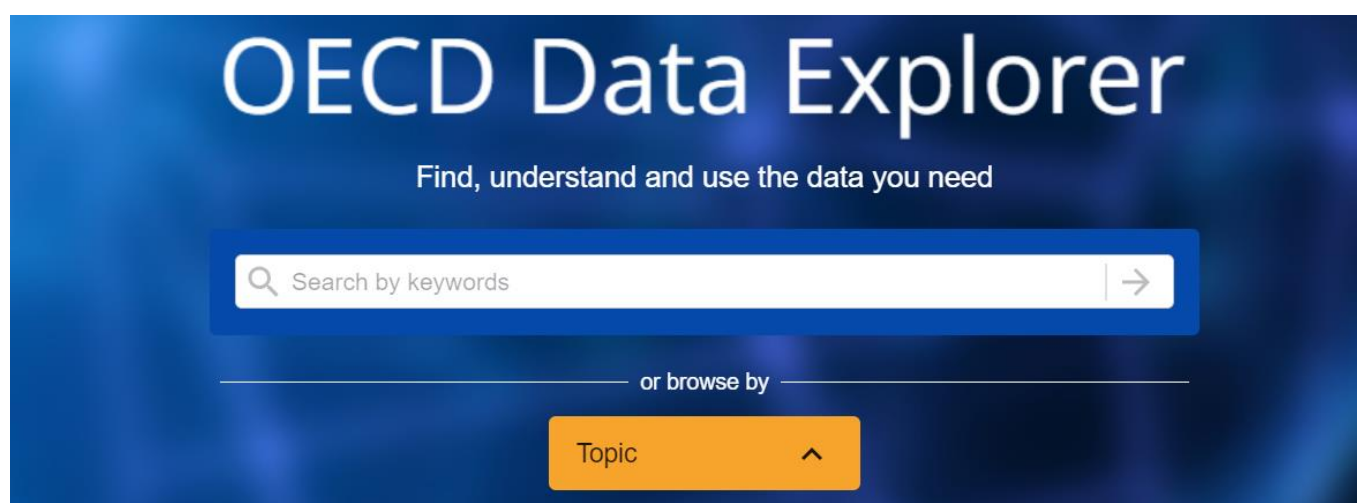 OECD Data Explorer
Find, understand and use the data you need
Search by keywords
or browse by
Topic